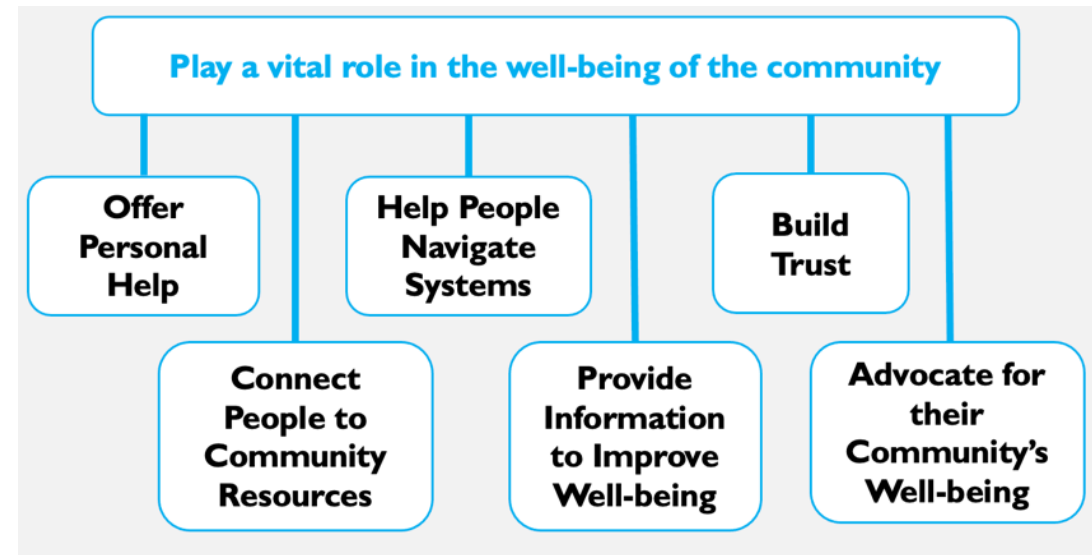 Play a vital role in the well-being of the community
Offer
Personal
Help
Connect
People to
Community
Resources
Help People
Navigate
Systems
Provide
Information
to Improve
Well-being
Build
Trust
Advocate for
their
Community’s
Well-being